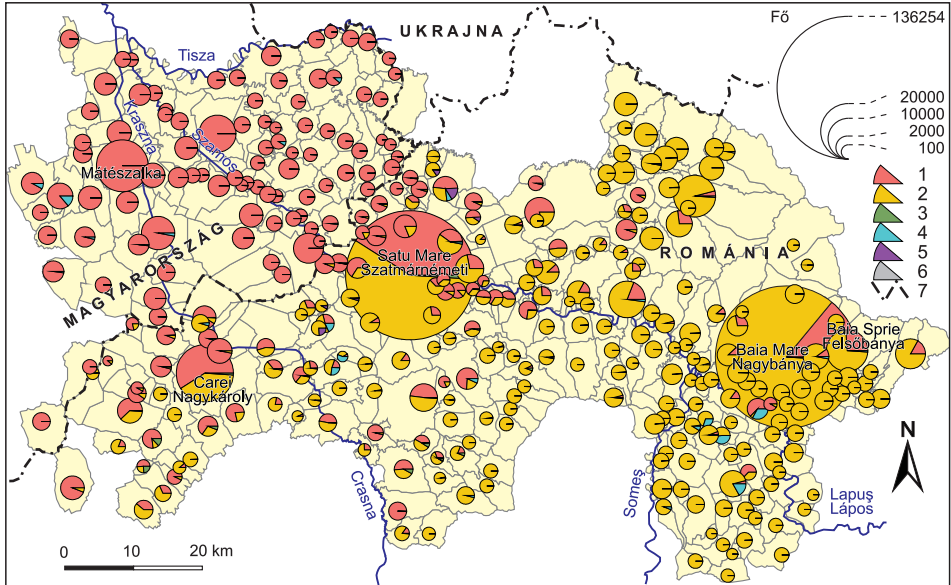 UKRAJNA
Fő
136254
Tisza
20000
10000
2000
100
Kraszna
Szamos
Mátészalka
1
2
3
4
5
6
7
MAGYARORSZÁG
ROMÁNIA
Satu Mare
Szatmárnémeti
Baia Sprie
Felsőbánya
Baia Mare
Nagybánya
Carei
Nagykároly
N
Crasna
Someș
Lapuș
Lápos
0 10 20 km